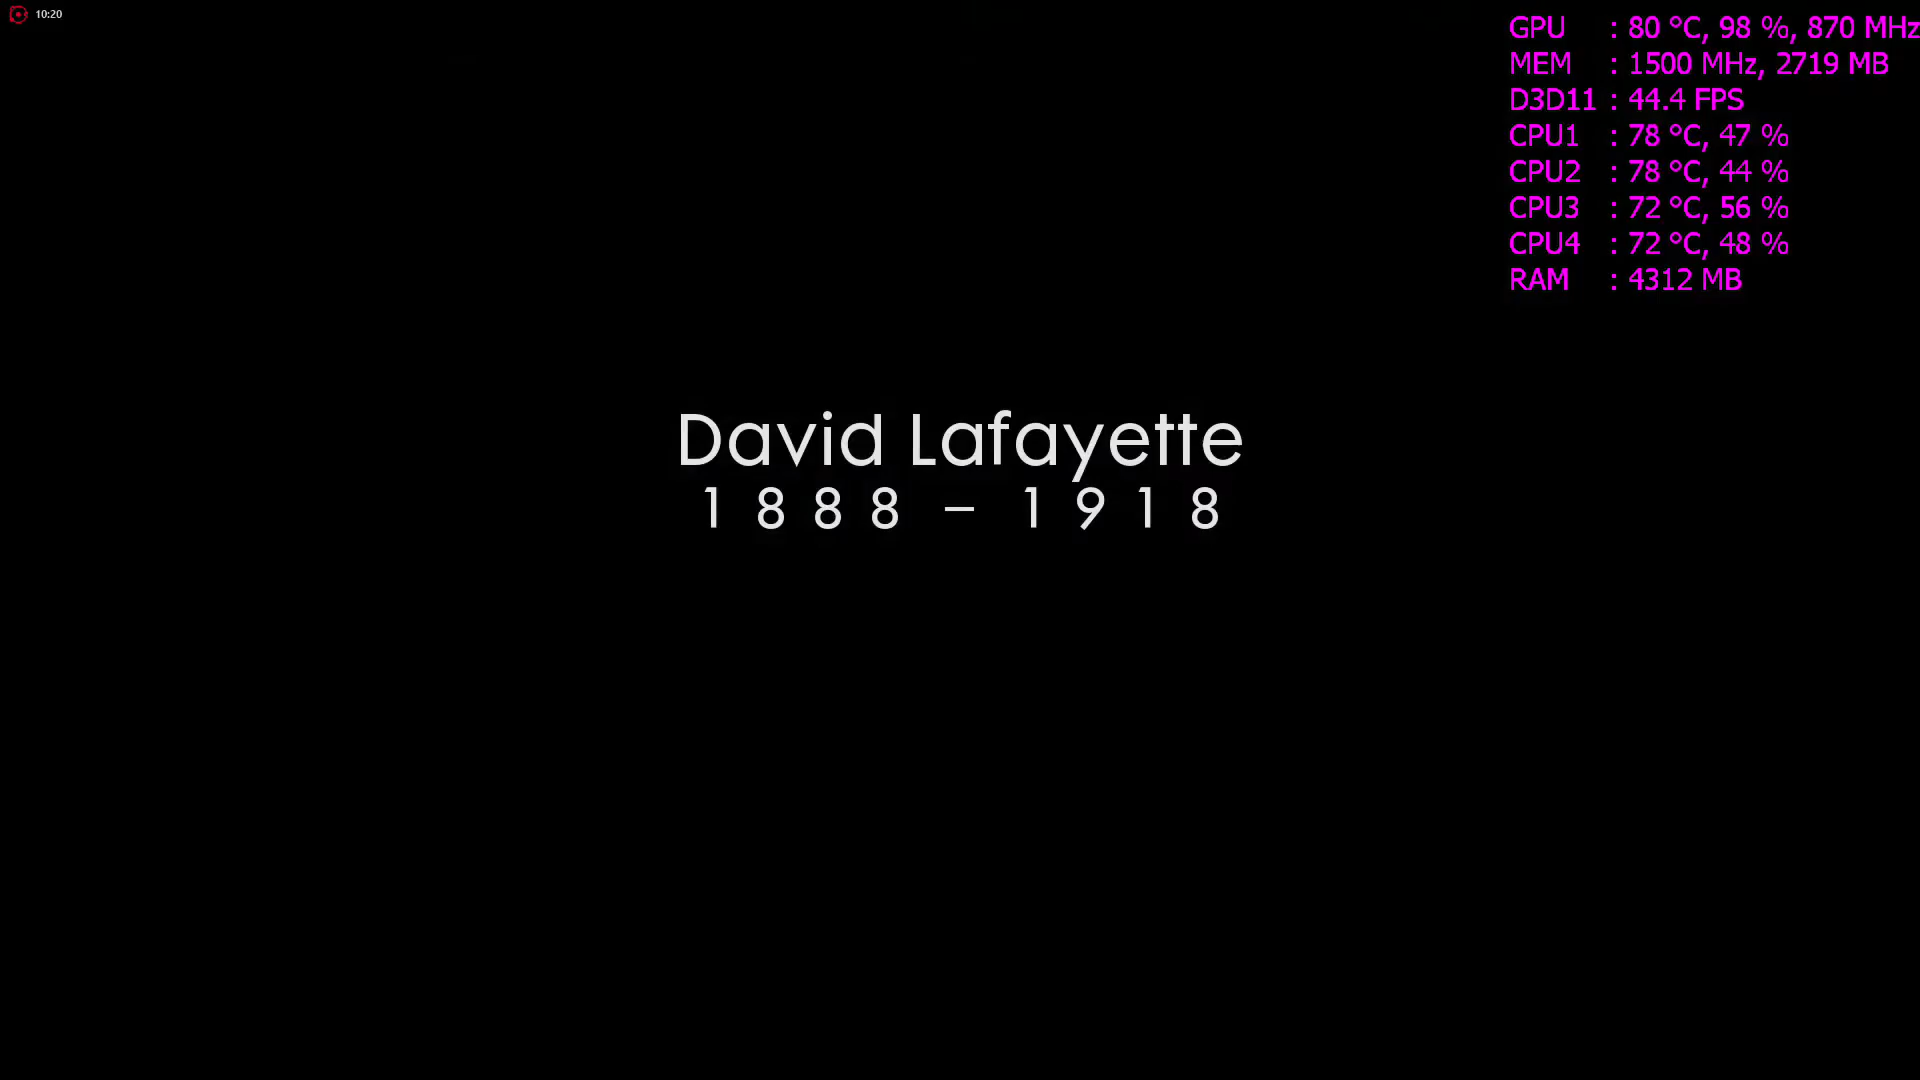 10:20
GPU : 80 °C, 98 %, 870 MHz
MEM : 1500 MHz, 2719 MB
D3D11 : 44.4 FPS
CPU1 : 78 °C, 47 %
CPU2 : 78 °C, 44 %
CPU3 : 72 °C, 56 %
CPU4 : 72 °C, 48 %
RAM : 4312 MB
David Lafayette
1888 – 1918